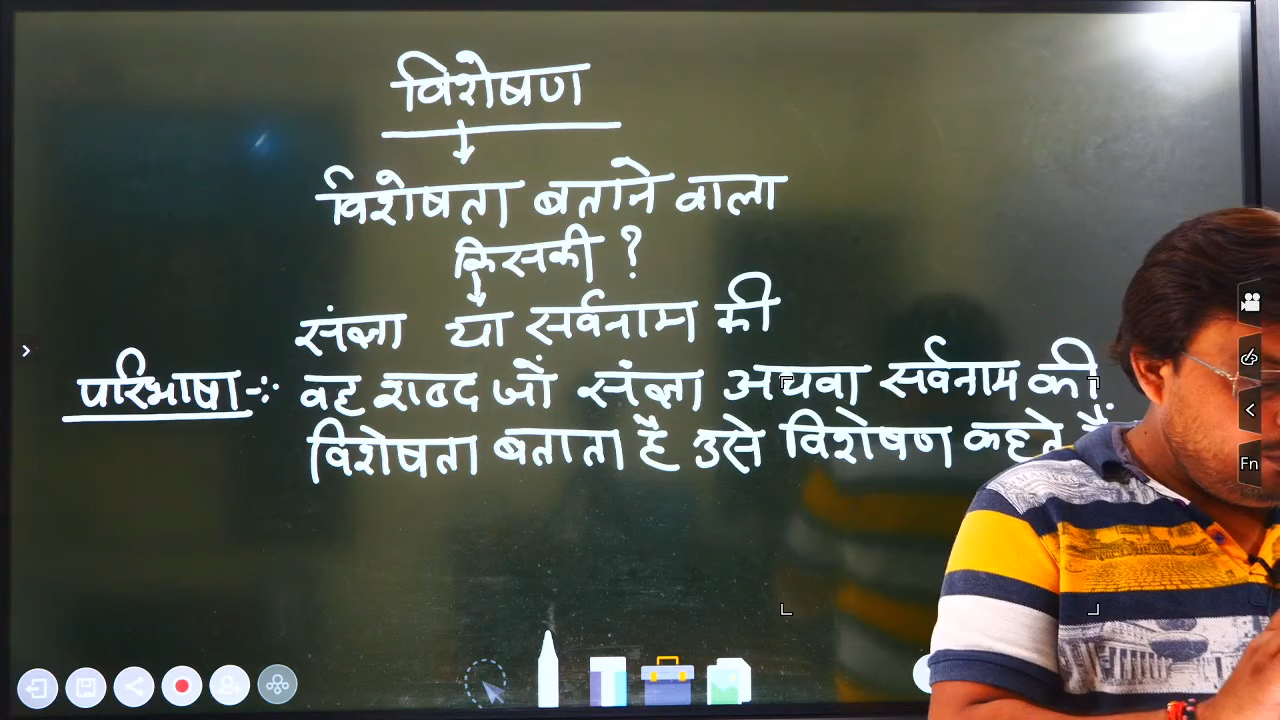 विशेषण
विशेषता बताने वाला
किसकी ?
संज्ञा या सर्वनाम की
परिभाषा :- वह शब्द जो संज्ञा अथवा सर्वनाम की
विशेषता बताता है उसे विशेषण कहते हैं
Fn